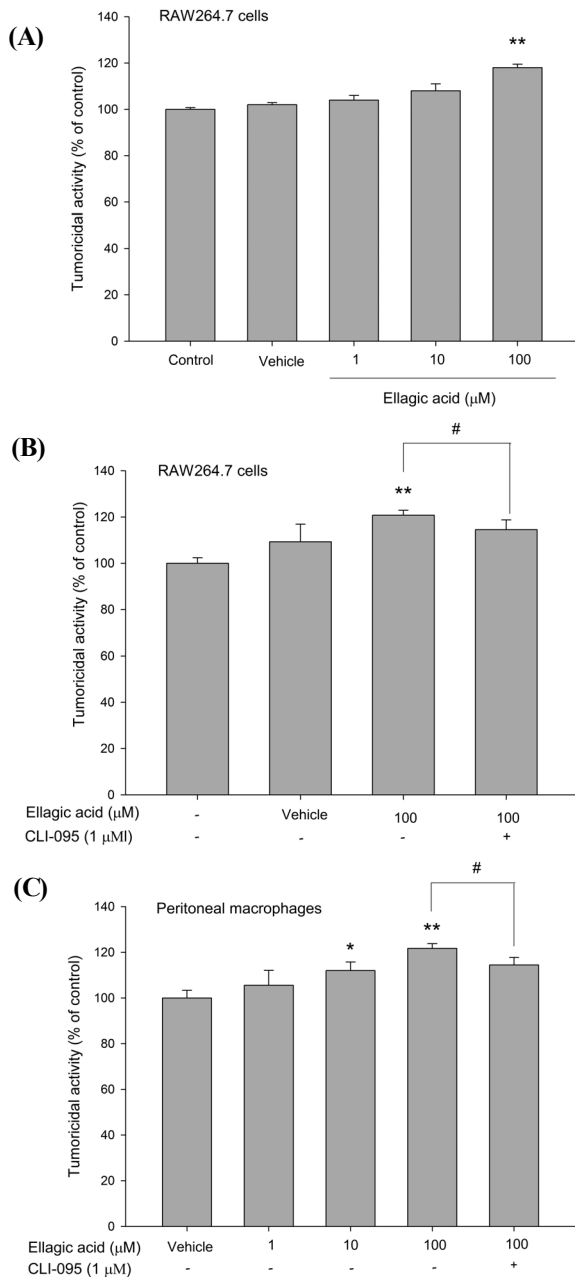 (A)
RAW264.7 cells
Tumoricidal activity (% of control)
140
120
100
80
60
40
20
0
**
Control Vehicle 1 10 100
Ellagic acid (μM)
(B)
RAW264.7 cells
#
Tumoricidal activity (% of control)
140
120
100
80
60
40
20
0
**
Ellagic acid (μM) - Vehicle 100 100
CLI-095 (1 μMl) - - - +
(C)
Peritoneal macrophages
#
Tumoricidal activity (% of control)
140
120
100
80
60
40
20
0
* **
Ellagic acid (μM) Vehicle 1 10 100 100
CLI-095 (1 μM) - - - - +